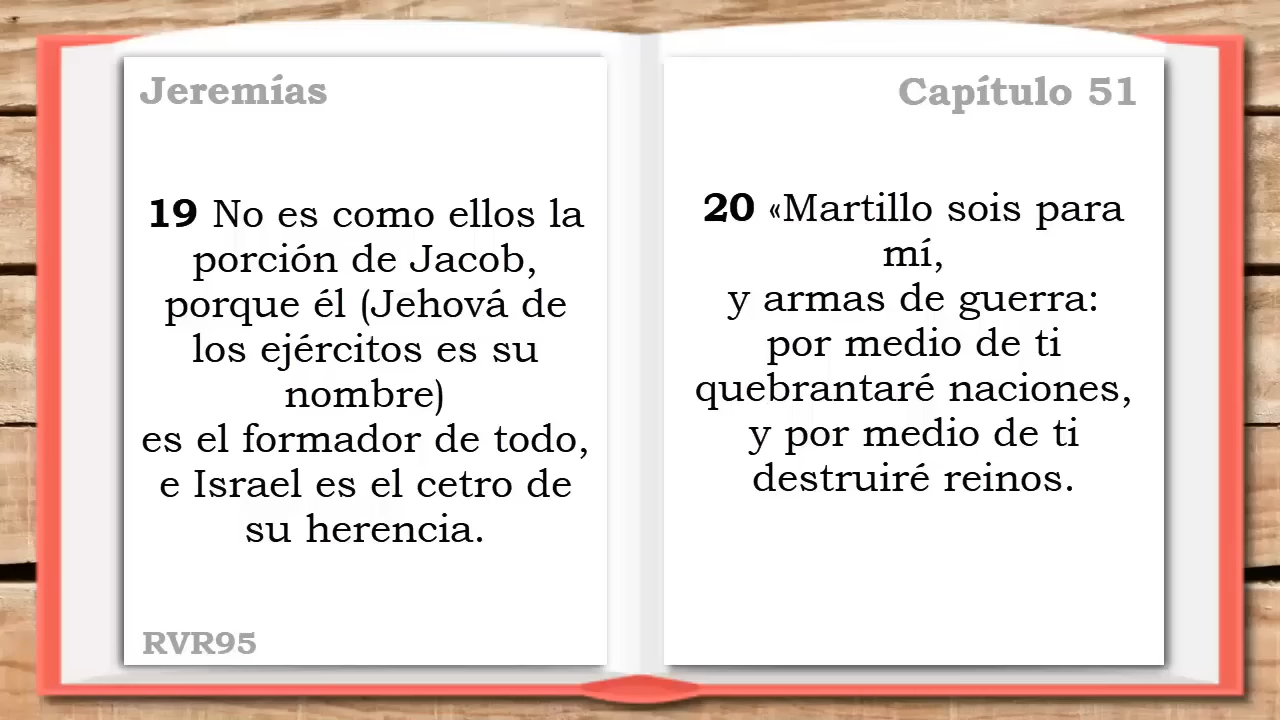 Jeremías
19 No es como ellos la
porción de Jacob,
porque él (Jehová de
los ejércitos es su
nombre)
es el formador de todo,
e Israel es el cetro de
su herencia.
RVR95
Capítulo 51
20 «Martillo sois para
mí,
y armas de guerra:
por medio de ti
quebrantaré naciones,
y por medio de ti
destruiré reinos.